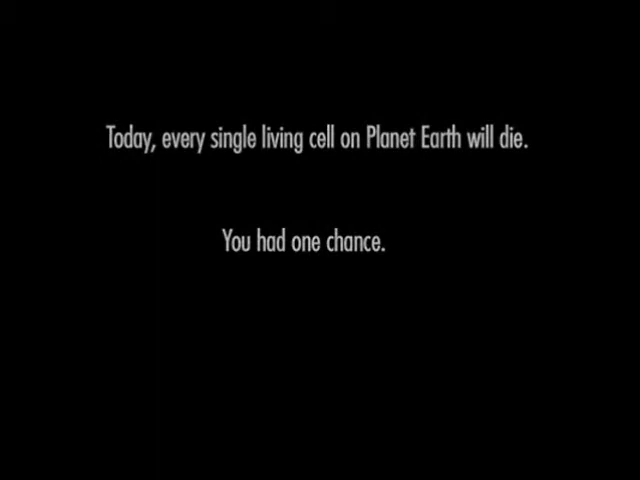 Today, every single living cell on Planet Earth will die.
You had one chance.